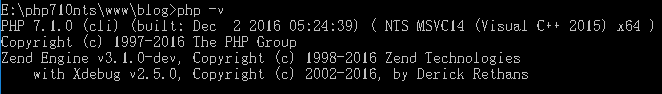 E:\php710nts\www\blog>php -v
PHP 7.1.0 (cli) (built: Dec  2 2016 05:24:39) ( NTS MSVC14 (Visual C++ 2015) x64 )
Copyright (c) 1997-2016 The PHP Group
Zend Engine v3.1.0-dev, Copyright (c) 1998-2016 Zend Technologies
    with Xdebug v2.5.0, Copyright (c) 2002-2016, by Derick Rethans